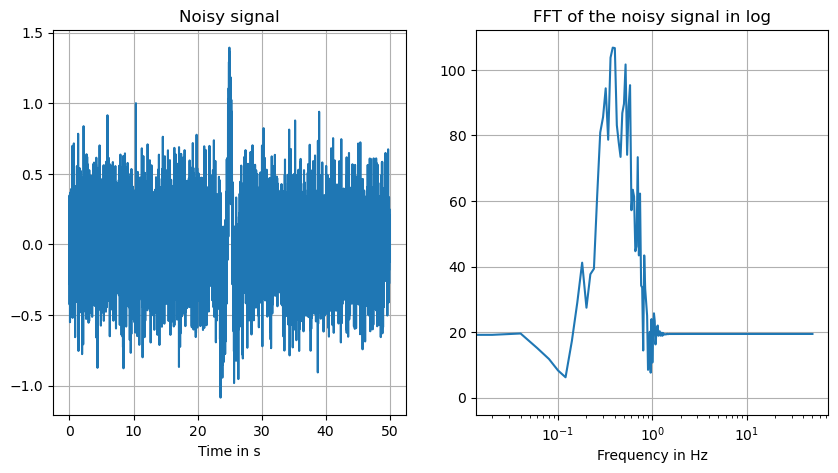 Noisy signal
FFT of the noisy signal in log
1.5
1.0
0.5
0.0
−0.5
−1.0
0 10 20 30 40 50
Time in s
100
80
60
40
20
0
10⁻¹ 10⁰ 10¹
Frequency in Hz